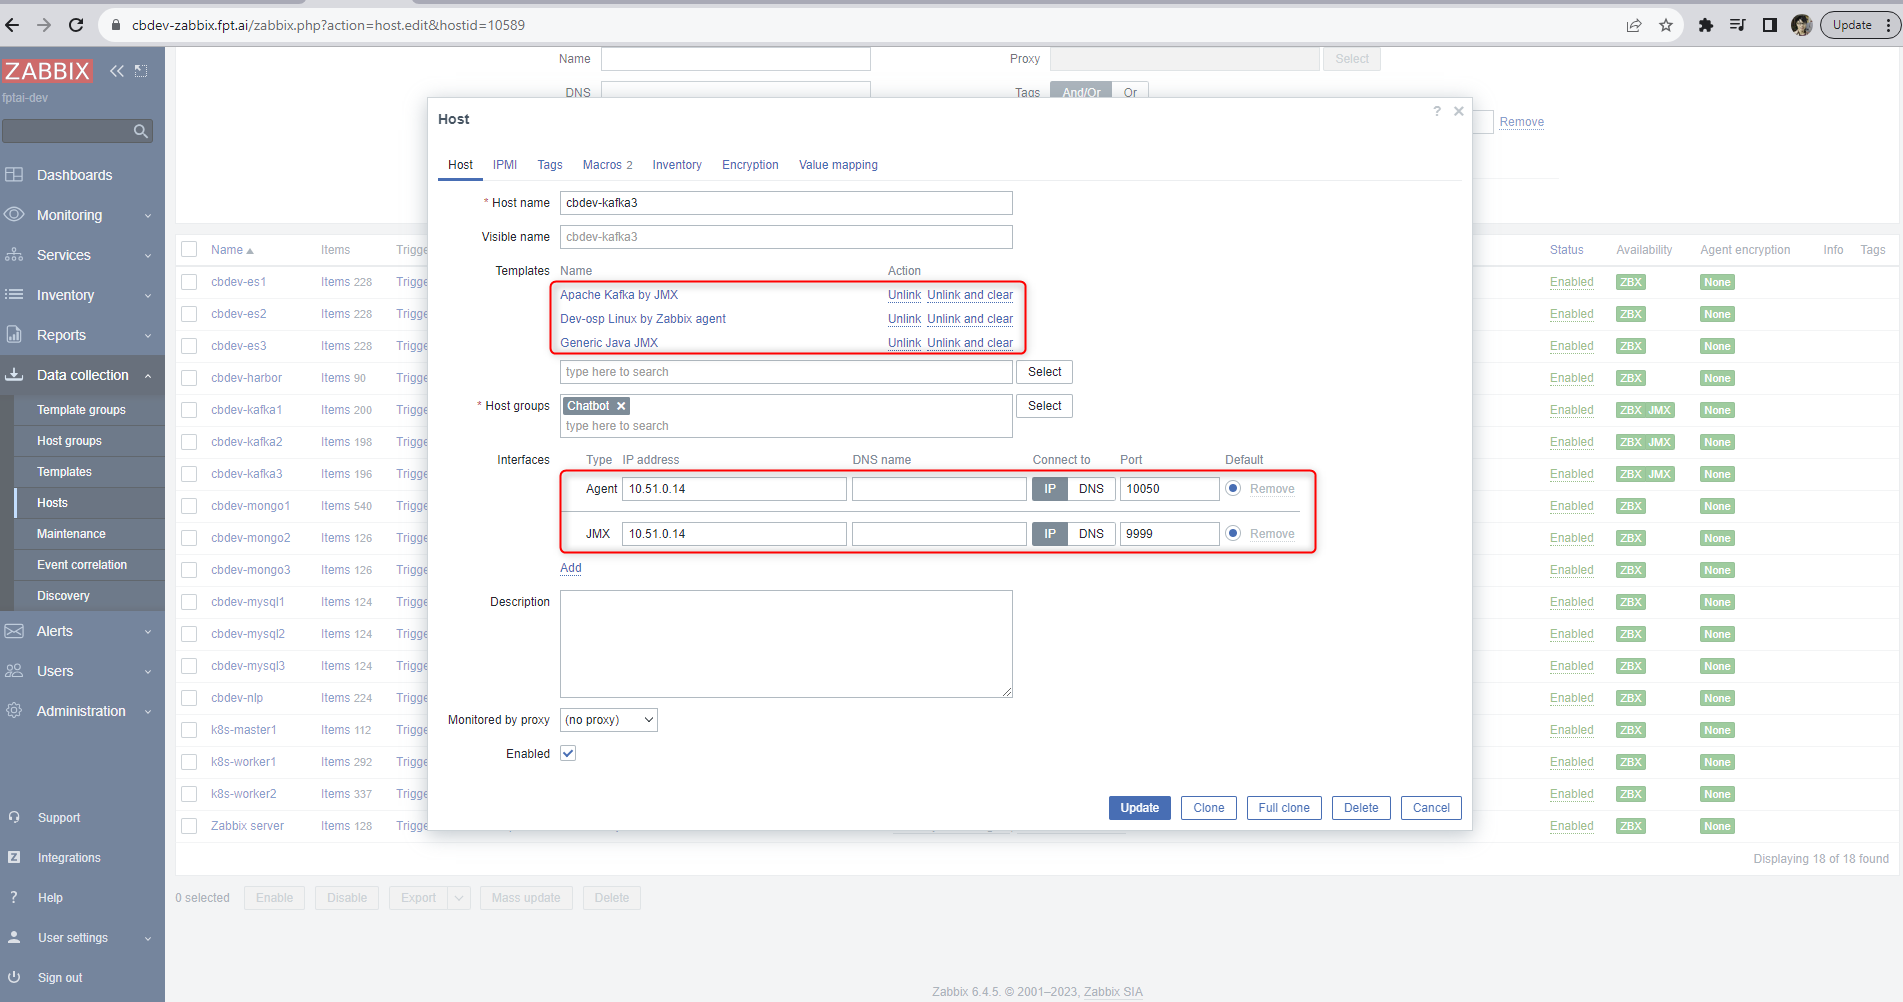 cbdev-zabbix.fpt.ai/zabbix.php?action=host.edit&hostid=10589
Update
ZABBIX
fptai-dev
Dashboards
Monitoring
Services
Inventory
Reports
Data collection
Template groups
Host groups
Templates
Hosts
Maintenance
Event correlation
Discovery
Alerts
Users
Administration
Support
Integrations
Help
User settings
Sign out
Name
Proxy Select
DNS
Tags And/Or Or
Remove
Host
?
Host IPMI Tags Macros 2 Inventory Encryption Value mapping
* Host name cbdev-kafka3
Visible name cbdev-kafka3
Templates Name Action
Apache Kafka by JMX Unlink Unlink and clear
Dev-osp Linux by Zabbix agent Unlink Unlink and clear
Generic Java JMX Unlink Unlink and clear
type here to search Select
* Host groups Chatbot Select
type here to search
Interfaces Type IP address DNS name Connect to Port Default
Agent 10.51.0.14 IP DNS 10050 Remove
JMX 10.51.0.14 IP DNS 9999 Remove
Add
Description
Monitored by proxy (no proxy)
Enabled
Update Clone Full clone Delete Cancel
Name Items Trigge Status Availability Agent encryption Info Tags
cbdev-es1 Items 228 Trigge Enabled ZBX None
cbdev-es2 Items 228 Trigge Enabled ZBX None
cbdev-es3 Items 228 Trigge Enabled ZBX None
cbdev-harbor Items 90 Trigge Enabled ZBX None
cbdev-kafka1 Items 200 Trigge Enabled ZBX JMX None
cbdev-kafka2 Items 198 Trigge Enabled ZBX JMX None
cbdev-kafka3 Items 196 Trigge Enabled ZBX JMX None
cbdev-mongo1 Items 540 Trigge Enabled ZBX None
cbdev-mongo2 Items 126 Trigge Enabled ZBX None
cbdev-mongo3 Items 126 Trigge Enabled ZBX None
cbdev-mysql1 Items 124 Trigge Enabled ZBX None
cbdev-mysql2 Items 124 Trigge Enabled ZBX None
cbdev-mysql3 Items 124 Trigge Enabled ZBX None
cbdev-nlp Items 224 Trigge Enabled ZBX None
k8s-master1 Items 112 Trigge Enabled ZBX None
k8s-worker1 Items 292 Trigge Enabled ZBX None
k8s-worker2 Items 337 Trigge Enabled ZBX None
Zabbix server Items 128 Trigge Enabled ZBX None
Displaying 18 of 18 found
0 selected Enable Disable Export Mass update Delete
Zabbix 6.4.5. © 2001–2023, Zabbix SIA